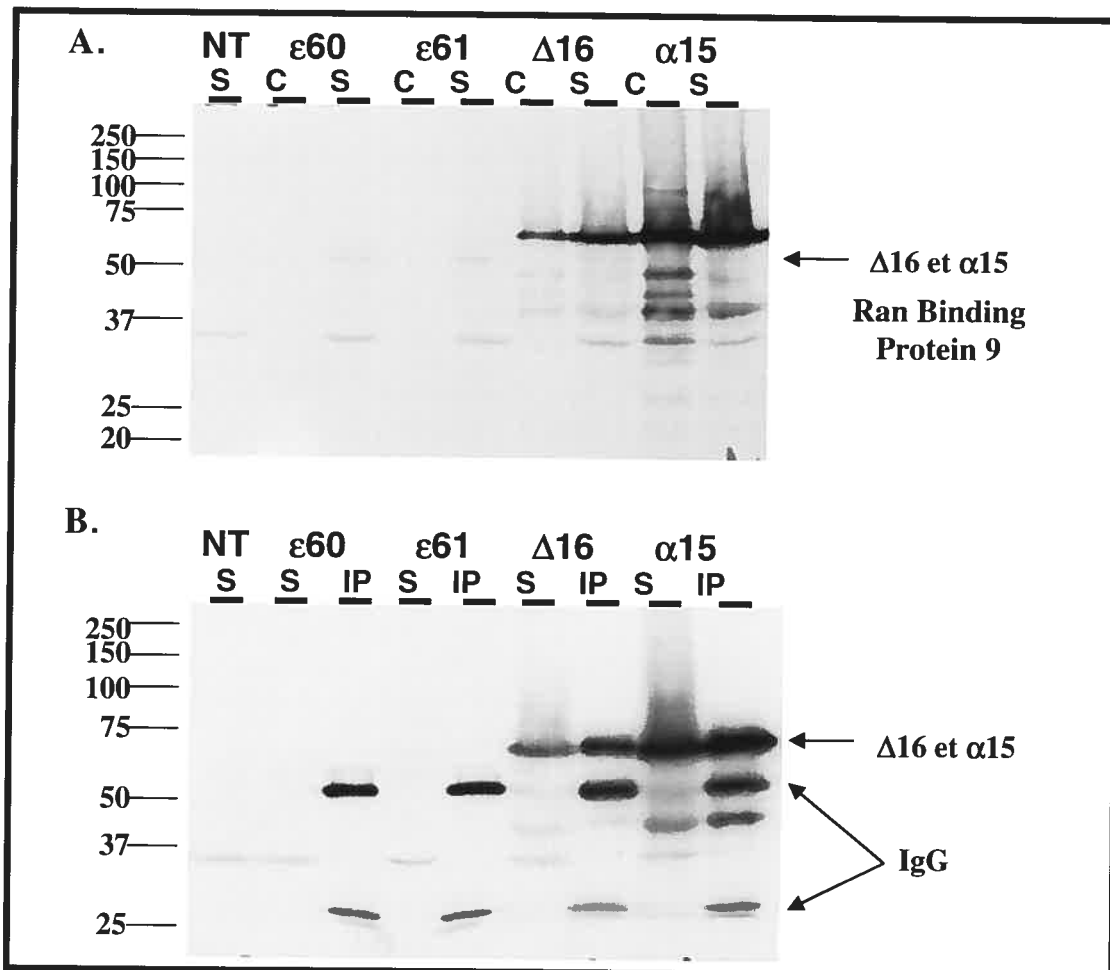 A.
NT ε60 ε61 Δ16 α15
S C S C S C S C S
250
150
100
75
50
37
25
20
Δ16 et α15
Ran Binding
Protein 9
B.
NT ε60 ε61 Δ16 α15
S S IP S IP S IP S IP
250
150
100
75
50
37
25
Δ16 et α15
IgG